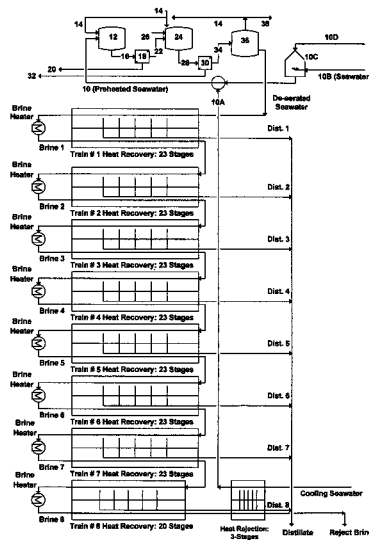 14 14 14 38 10D
12 26 24 36 10C
16 18 22 34
28 30
20
32
10B (Seawater
10 (Preheated Seawater)
10A
De-aerated
Seawater
Brine
Heater
Brine 1
Train # 1 Heat Recovery: 23 Stages
Dist. 1
Brine
Heater
Brine 2
Train # 2 Heat Recovery: 23 Stages
Dist. 2
Brine
Heater
Brine 3
Train # 3 Heat Recovery: 23 Stages
Dist. 3
Brine
Heater
Brine 4
Train # 4 Heat Recovery: 23 Stages
Dist. 4
Brine
Heater
Brine 5
Train # 5 Heat Recovery: 23 Stages
Dist. 5
Brine
Heater
Brine 6
Train # 6 Heat Recovery: 23 Stages
Dist. 6
Brine
Heater
Brine 7
Train # 7 Heat Recovery: 23 Stages
Dist. 7
Brine
Heater
Brine 8
Train # 8 Heat Recovery: 20 Stages
Dist. 8
Cooling Seawater
Heat Rejection:
3-Stages
Distillate
Reject Brine